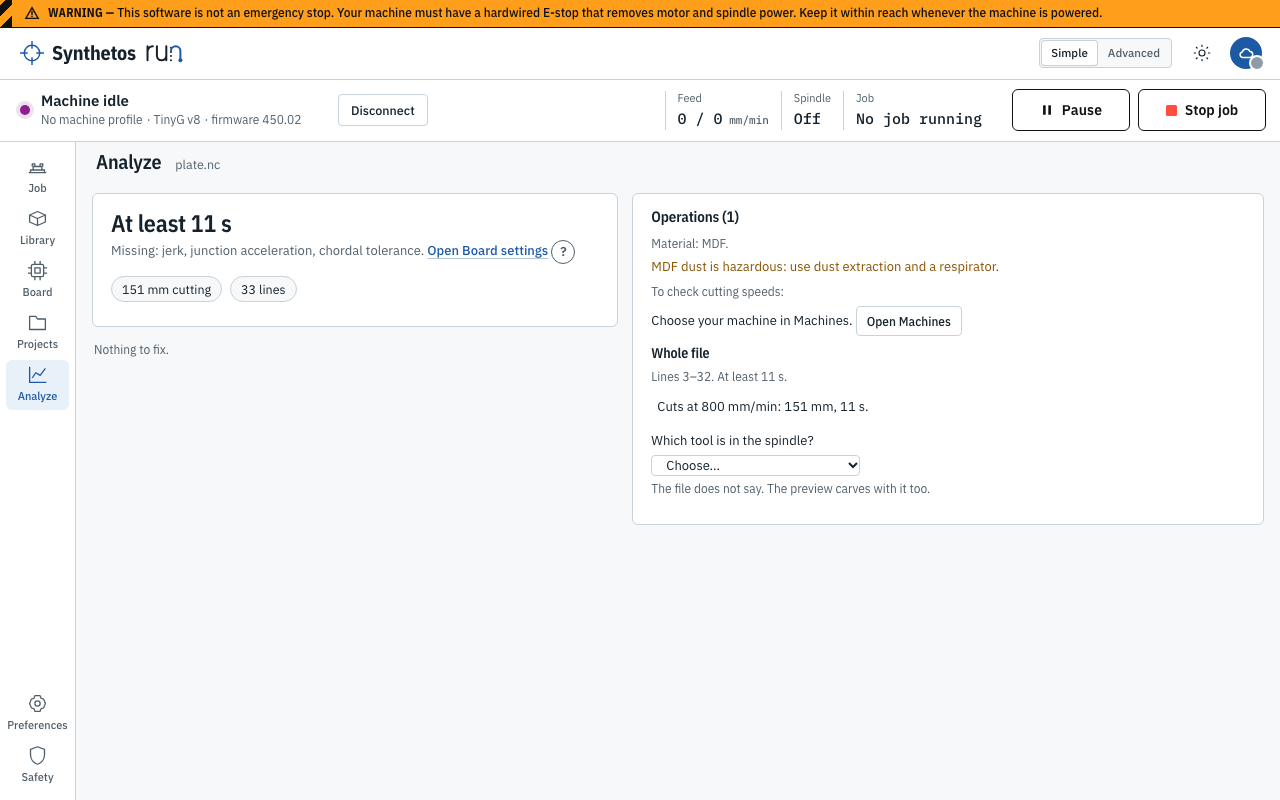 WARNING — This software is not an emergency stop. Your machine must have a hardwired E-stop that removes motor and spindle power. Keep it within reach whenever the machine is powered.
Synthetos run
Simple Advanced
Machine idle
No machine profile · TinyG v8 · firmware 450.02
Disconnect
Feed
0 / 0 mm/min
Spindle
Off
Job
No job running
Pause
Stop job
Job
Library
Board
Projects
Analyze
Preferences
Safety
Analyze plate.nc
At least 11 s
Missing: jerk, junction acceleration, chordal tolerance. Open Board settings ?
151 mm cutting 33 lines
Nothing to fix.
Operations (1)
Material: MDF.
MDF dust is hazardous: use dust extraction and a respirator.
To check cutting speeds:
Choose your machine in Machines. Open Machines
Whole file
Lines 3–32. At least 11 s.
Cuts at 800 mm/min: 151 mm, 11 s.
Which tool is in the spindle?
Choose...
The file does not say. The preview carves with it too.